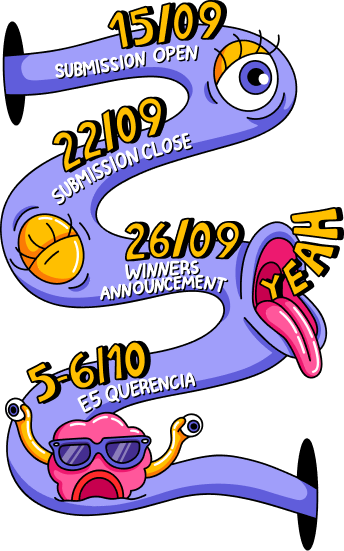 15/09
SUBMISSION OPEN
22/09
SUBMISSION CLOSE
26/09
WINNERS
ANNOUNCEMENT
YEAH
5-6/10
E5 QUERENCIA